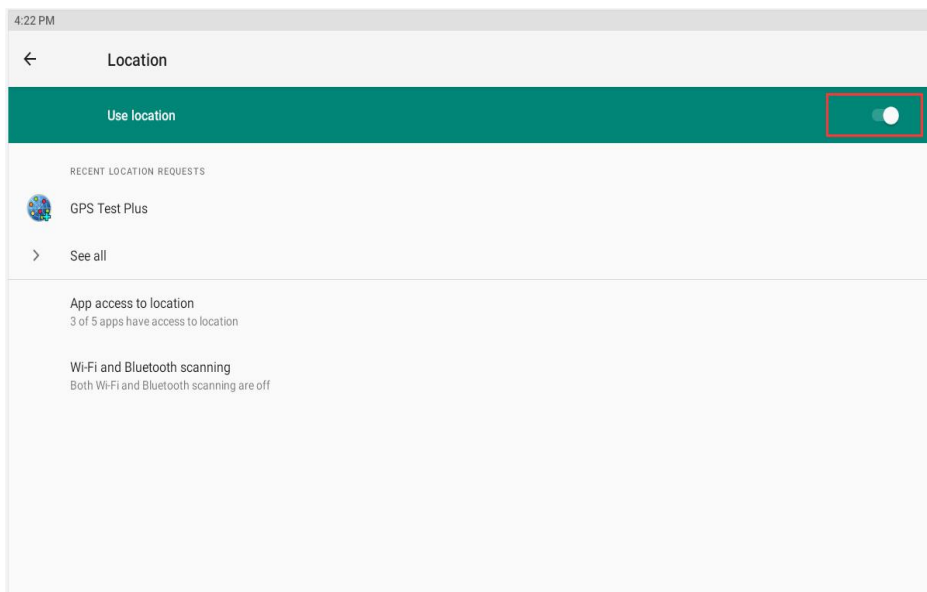 4:22 PM
Location
Use location
RECENT LOCATION REQUESTS
GPS Test Plus
See all
App access to location
3 of 5 apps have access to location
Wi-Fi and Bluetooth scanning
Both Wi-Fi and Bluetooth scanning are off